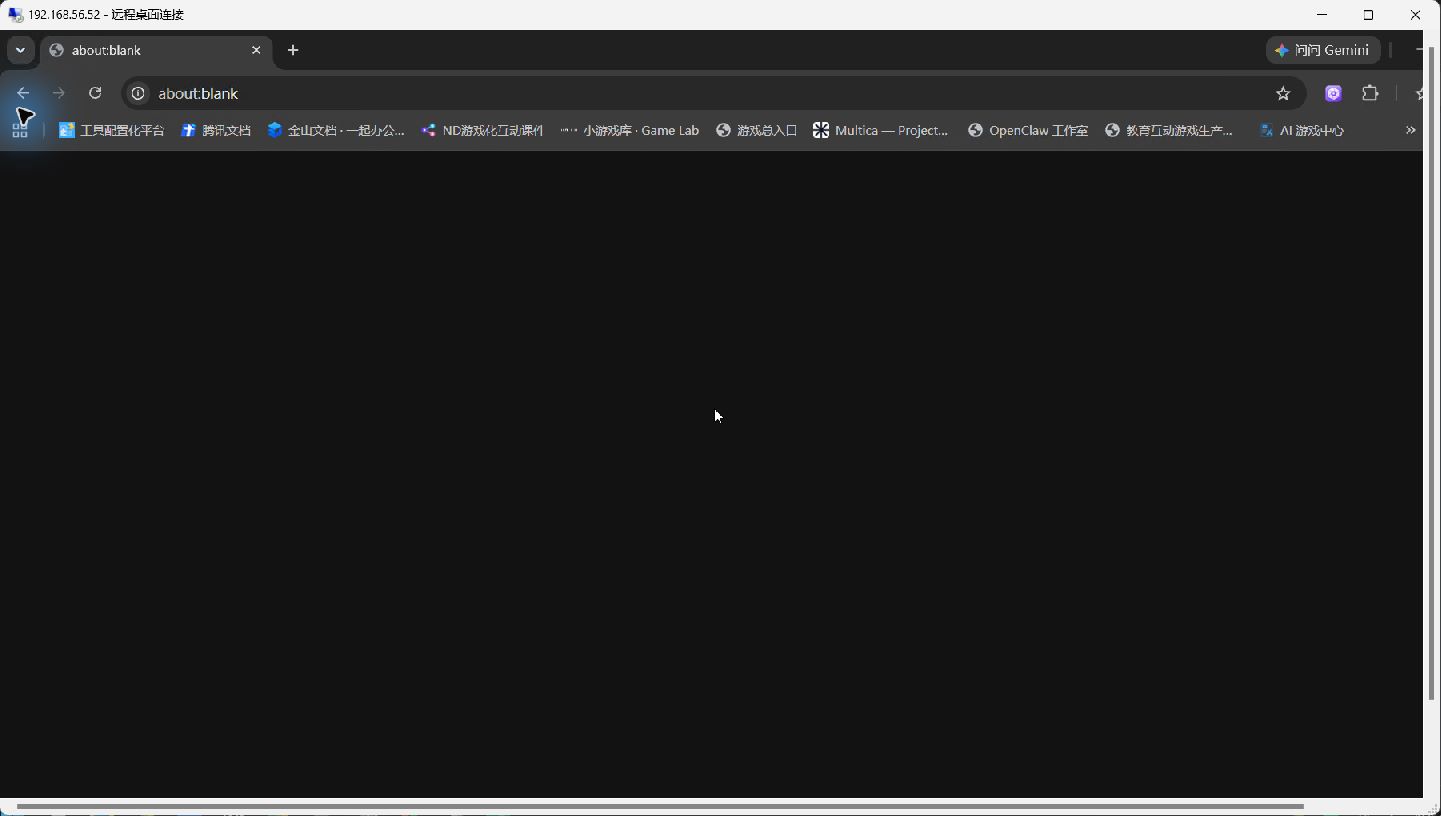 192.168.56.52 - 远程桌面连接
about:blank
问问 Gemini
about:blank
工具配置化平台 腾讯文档 金山文档 · 一起办公... ND游戏化互动课件 小游戏库 · Game Lab 游戏总入口 Multica — Project... OpenClaw 工作室 教育互动游戏生产... AI 游戏中心